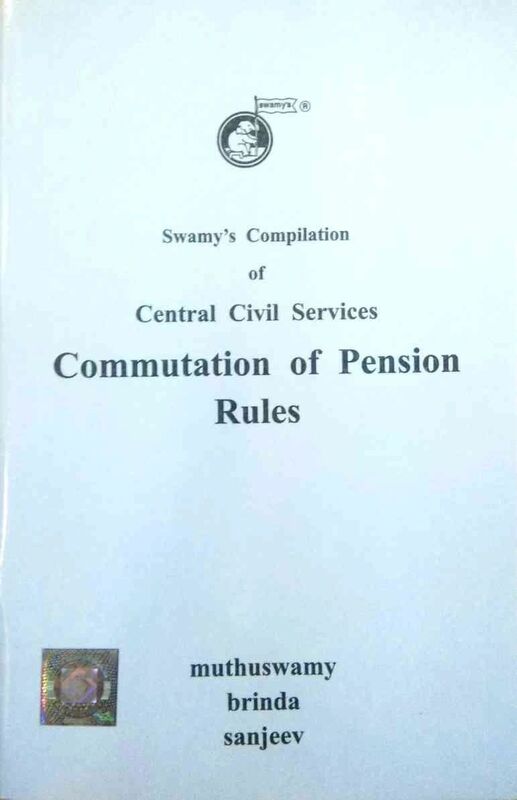 swamy's ®
Swamy's Compilation
of
Central Civil Services
Commutation of Pension
Rules
muthuswamy
brinda
sanjeev